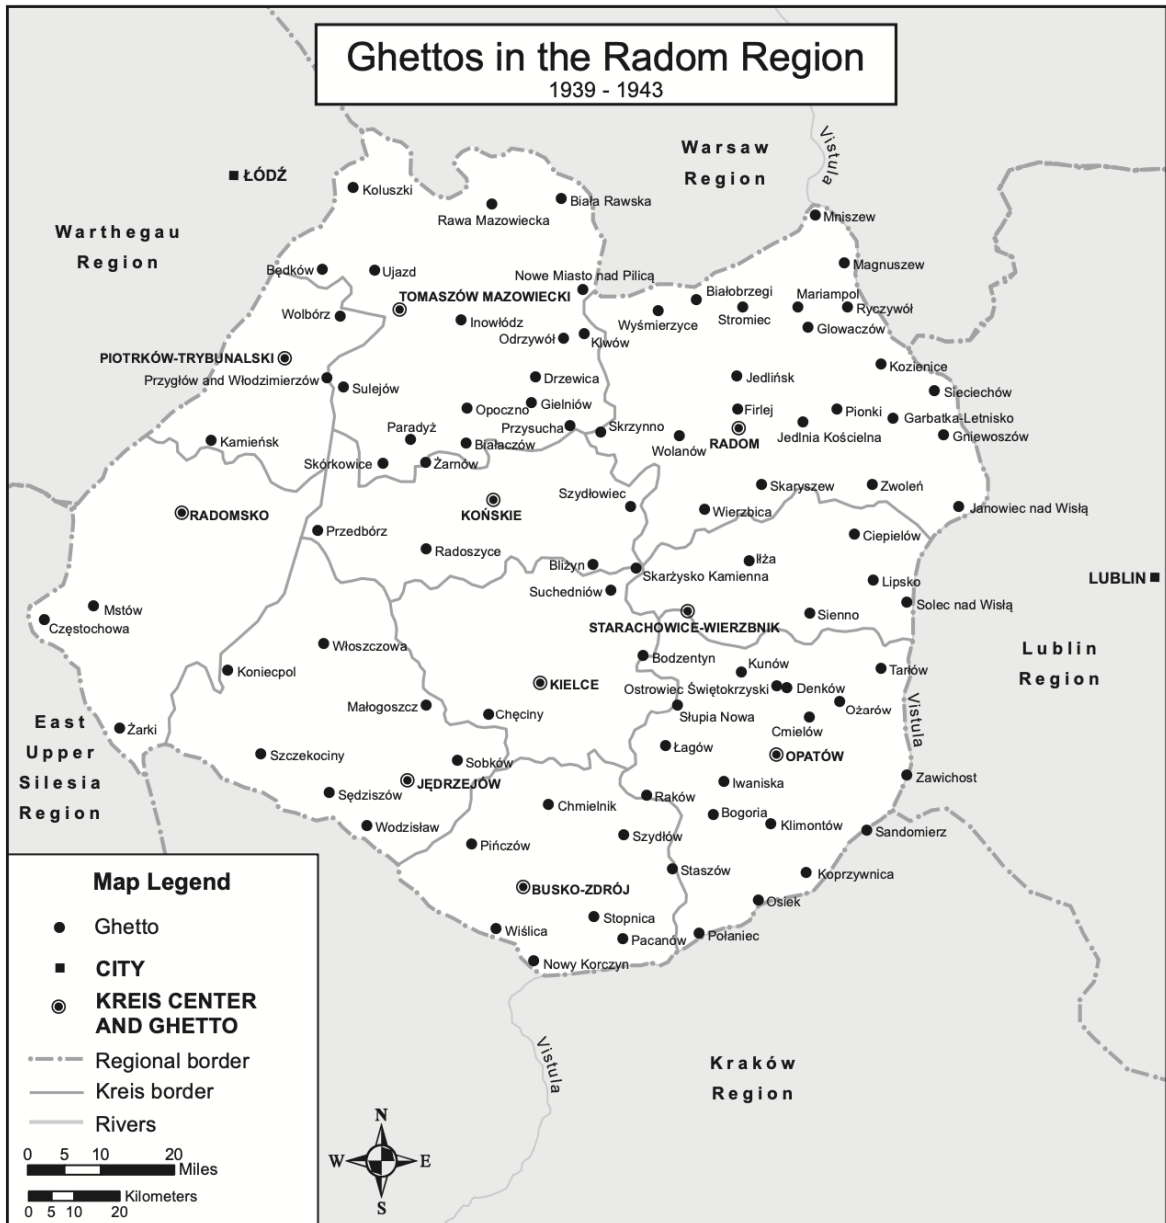 Ghettos in the Radom Region
1939 - 1943
Vistula
Warsaw
Region
ŁÓDŹ
Koluszki
Biała Rawska
Rawa Mazowiecka
Mniszew
Warthegau
Region
Będków
Ujazd
Nowe Miasto nad Pilicą
Magnuszew
TOMASZÓW MAZOWIECKI
Białobrzegi
Mariampol
Wolbórz
Inowłódz
Wyśmierzyce
Stromiec
Ryczywół
Glowaczów
Odrzywół
Klwów
PIOTRKÓW-TRYBUNALSKI
Kozienice
Przygłów and Włodzimierzów
Sulejów
Drzewica
Jedlińsk
Sieciechów
Opoczno
Gielniów
Firlej
Pionki
Garbatka-Letnisko
Paradyż
Przysucha
Skrzynno
RADOM
Jedlnia Kościelna
Gniewoszów
Kamieńsk
Białaczów
Wolanów
Skórkowice
Żarnów
Skaryszew
Zwoleń
Szydłowiec
RADOMSKO
KOŃSKIE
Wierzbica
Janowiec nad Wisłą
Przedbórz
Ciepielów
Radoszyce
Iłża
Bliżyn
Skarżysko Kamienna
LUBLIN
Lipsko
Suchedniów
Mstów
Solec nad Wisłą
Częstochowa
STARACHOWICE-WIERZBNIK
Sienno
Włoszczowa
Bodzentyn
Kunów
Tarłów
Lublin
Region
Koniecpol
KIELCE
Ostrowiec Świętokrzyski
Denków
Małogoszcz
Chęciny
Słupia Nowa
Ożarów
Vistula
East
Upper
Silesia
Region
Żarki
Cmielów
Szczekociny
Sobków
Łagów
OPATÓW
JĘDRZEJÓW
Iwaniska
Zawichost
Sędziszów
Chmielnik
Raków
Bogoria
Klimontów
Sandomierz
Wodzisław
Pińczów
Szydłów
Staszów
Koprzywnica
BUSKO-ZDRÓJ
Osiek
Wiślica
Stopnica
Pacanów
Połaniec
Nowy Korczyn
Vistula
Kraków
Region
Map Legend
Ghetto
CITY
KREIS CENTER
AND GHETTO
Regional border
Kreis border
Rivers
0 5 10 20
Miles
Kilometers
0 5 10 20
N
W E
S